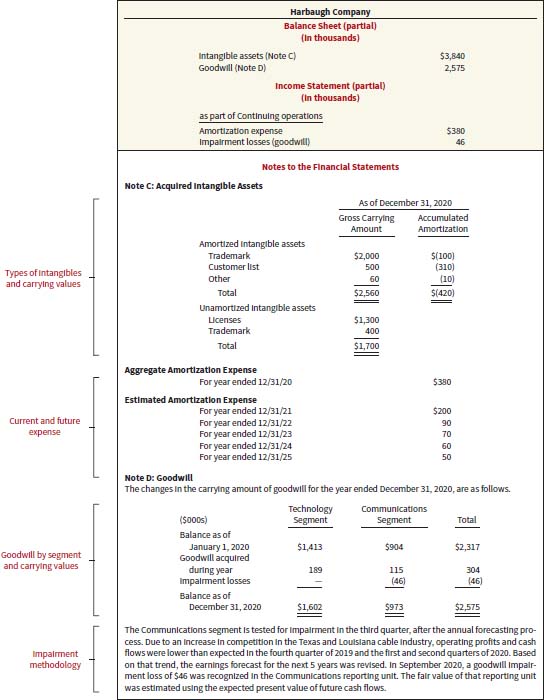 Harbaugh Company
Balance Sheet (partial)
(in thousands)
Intangible assets (Note C) $3,840
Goodwill (Note D) 2,575
Income Statement (partial)
(in thousands)
as part of Continuing operations
Amortization expense $380
Impairment losses (goodwill) 46
Notes to the Financial Statements
Note C: Acquired Intangible Assets
As of December 31, 2020
Gross Carrying Accumulated
Amount Amortization
Amortized intangible assets
Trademark $2,000 $(100)
Customer list 500 (310)
Other 60 (10)
Total $2,560 $(420)
Unamortized intangible assets
Licenses $1,300
Trademark 400
Total $1,700
Types of intangibles
and carrying values
Aggregate Amortization Expense
For year ended 12/31/20 $380
Estimated Amortization Expense
For year ended 12/31/21 $200
For year ended 12/31/22 90
For year ended 12/31/23 70
For year ended 12/31/24 60
For year ended 12/31/25 50
Current and future
expense
Note D: Goodwill
The changes in the carrying amount of goodwill for the year ended December 31, 2020, are as follows.
Technology Communications
($000s) Segment Segment Total
Balance as of
January 1, 2020 $1,413 $904 $2,317
Goodwill acquired
during year 189 115 304
Impairment losses — (46) (46)
Balance as of
December 31, 2020 $1,602 $973 $2,575
Goodwill by segment
and carrying values
The Communications segment is tested for impairment in the third quarter, after the annual forecasting pro-
cess. Due to an increase in competition in the Texas and Louisiana cable industry, operating profits and cash
flows were lower than expected in the fourth quarter of 2019 and the first and second quarters of 2020. Based
on that trend, the earnings forecast for the next 5 years was revised. In September 2020, a goodwill impair-
ment loss of $46 was recognized in the Communications reporting unit. The fair value of that reporting unit
was estimated using the expected present value of future cash flows.
Impairment
methodology